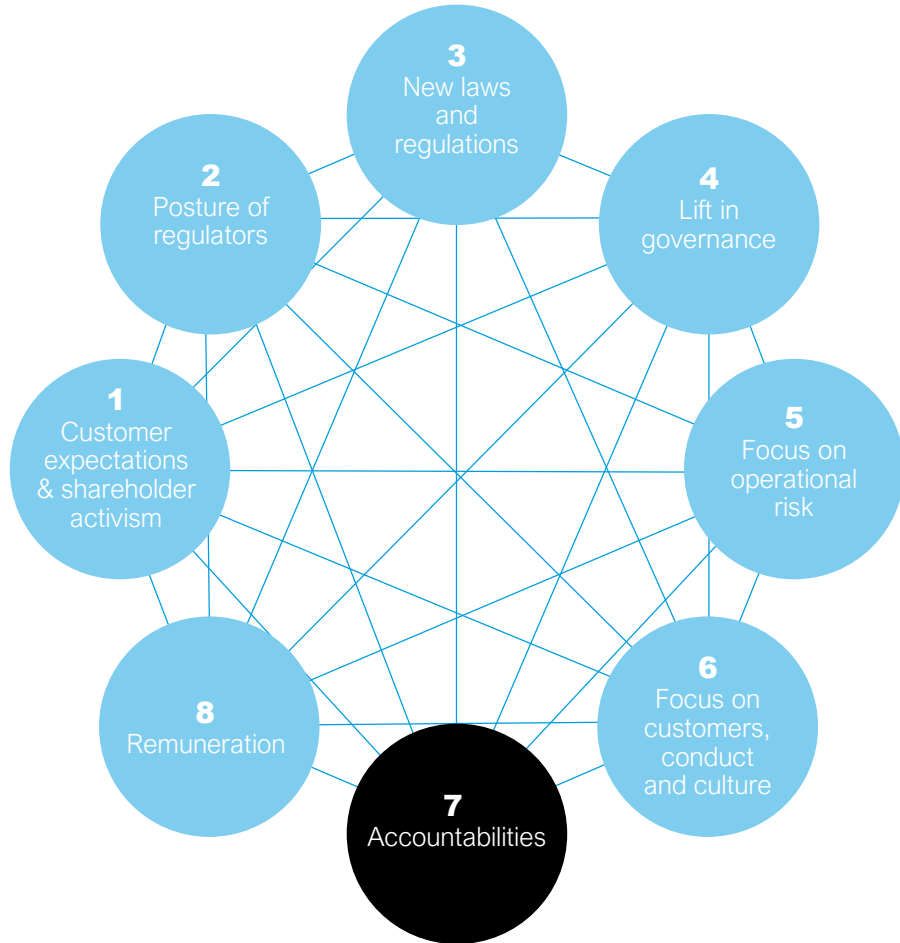 1
Customer
expectations
& shareholder
activism
2
Posture of
regulators
3
New laws
and
regulations
4
Lift in
governance
5
Focus on
operational
risk
6
Focus on
customers,
conduct
and culture
7
Accountabilities
8
Remuneration